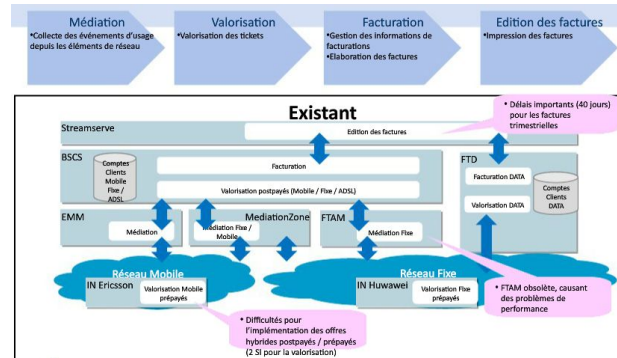 Médiation
•Collecte des événements d'usage
depuis les éléments de réseau
Valorisation
•Valorisation des tickets
Facturation
•Gestion des informations de
facturations
•Elaboration des factures
Edition des factures
•Impression des factures
Existant
• Délais importants (40 jours)
pour les factures
trimestrielles
Streamserve
Edition des factures
BSCS
Comptes
Clients
Mobile
Fixe /
ADSL
Facturation
Valorisation postpayés (Mobile / Fixe / ADSL)
FTD
Facturation DATA
Valorisation DATA
Comptes
Clients
DATA
EMM
Médiation
MediationZone
Médiation Fixe /
Mobile
FTAM
Médiation Fixe
Réseau Mobile
IN Ericsson
Valorisation Mobile
prépayés
Réseau Fixe
IN Huwawei
Valorisation Fixe
prépayés
• FTAM obsolète, causant
des problèmes de
performance
• Difficultés pour
l'implémentation des offres
hybrides postpayés / prépayés
(2 SI pour la valorisation)